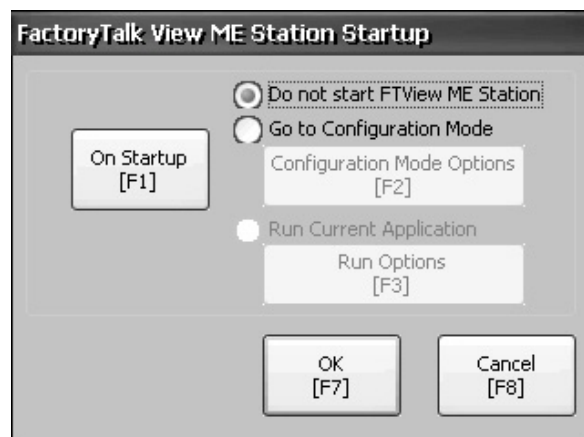 FactoryTalk View ME Station Startup
Do not start FTView ME Station
Go to Configuration Mode
On Startup
[F1]
Configuration Mode Options
[F2]
Run Current Application
Run Options
[F3]
OK
[F7]
Cancel
[F8]